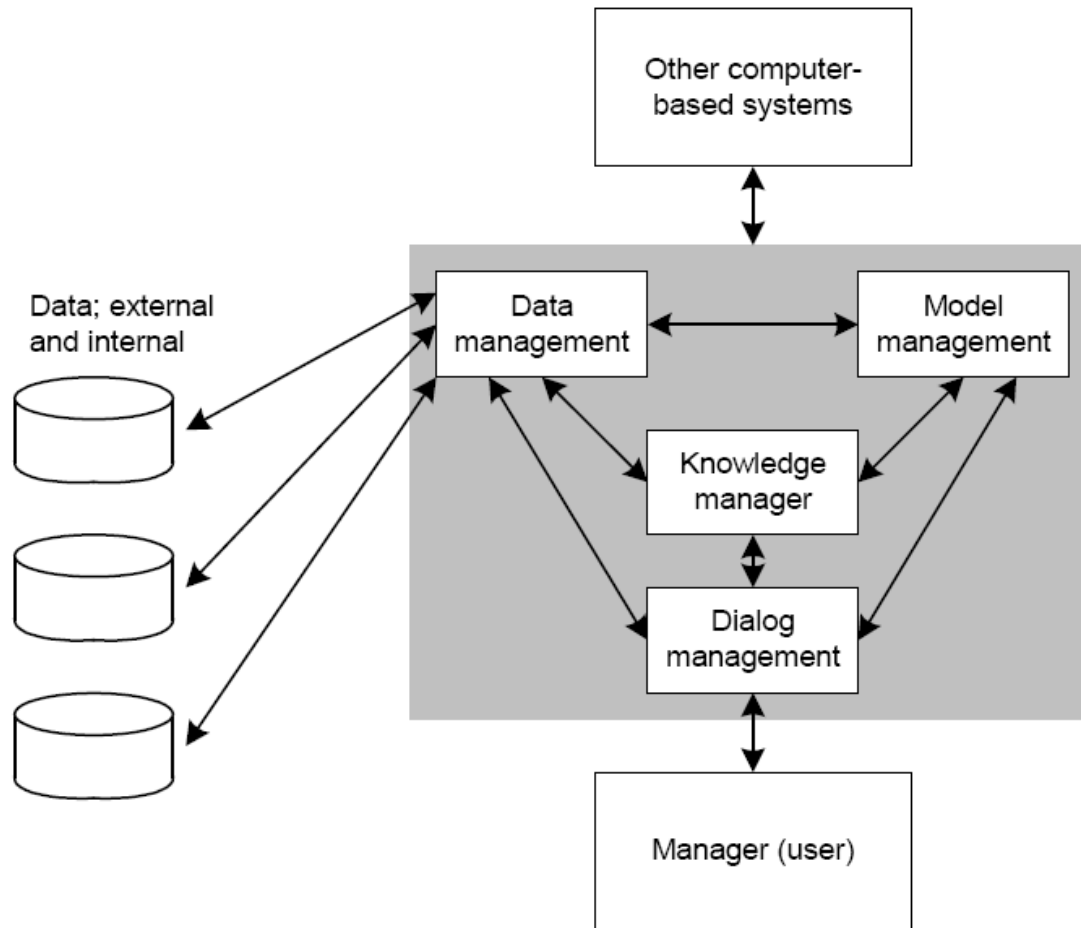 Other computer-
based systems
Data; external
and internal
Data
management
Model
management
Knowledge
manager
Dialog
management
Manager (user)